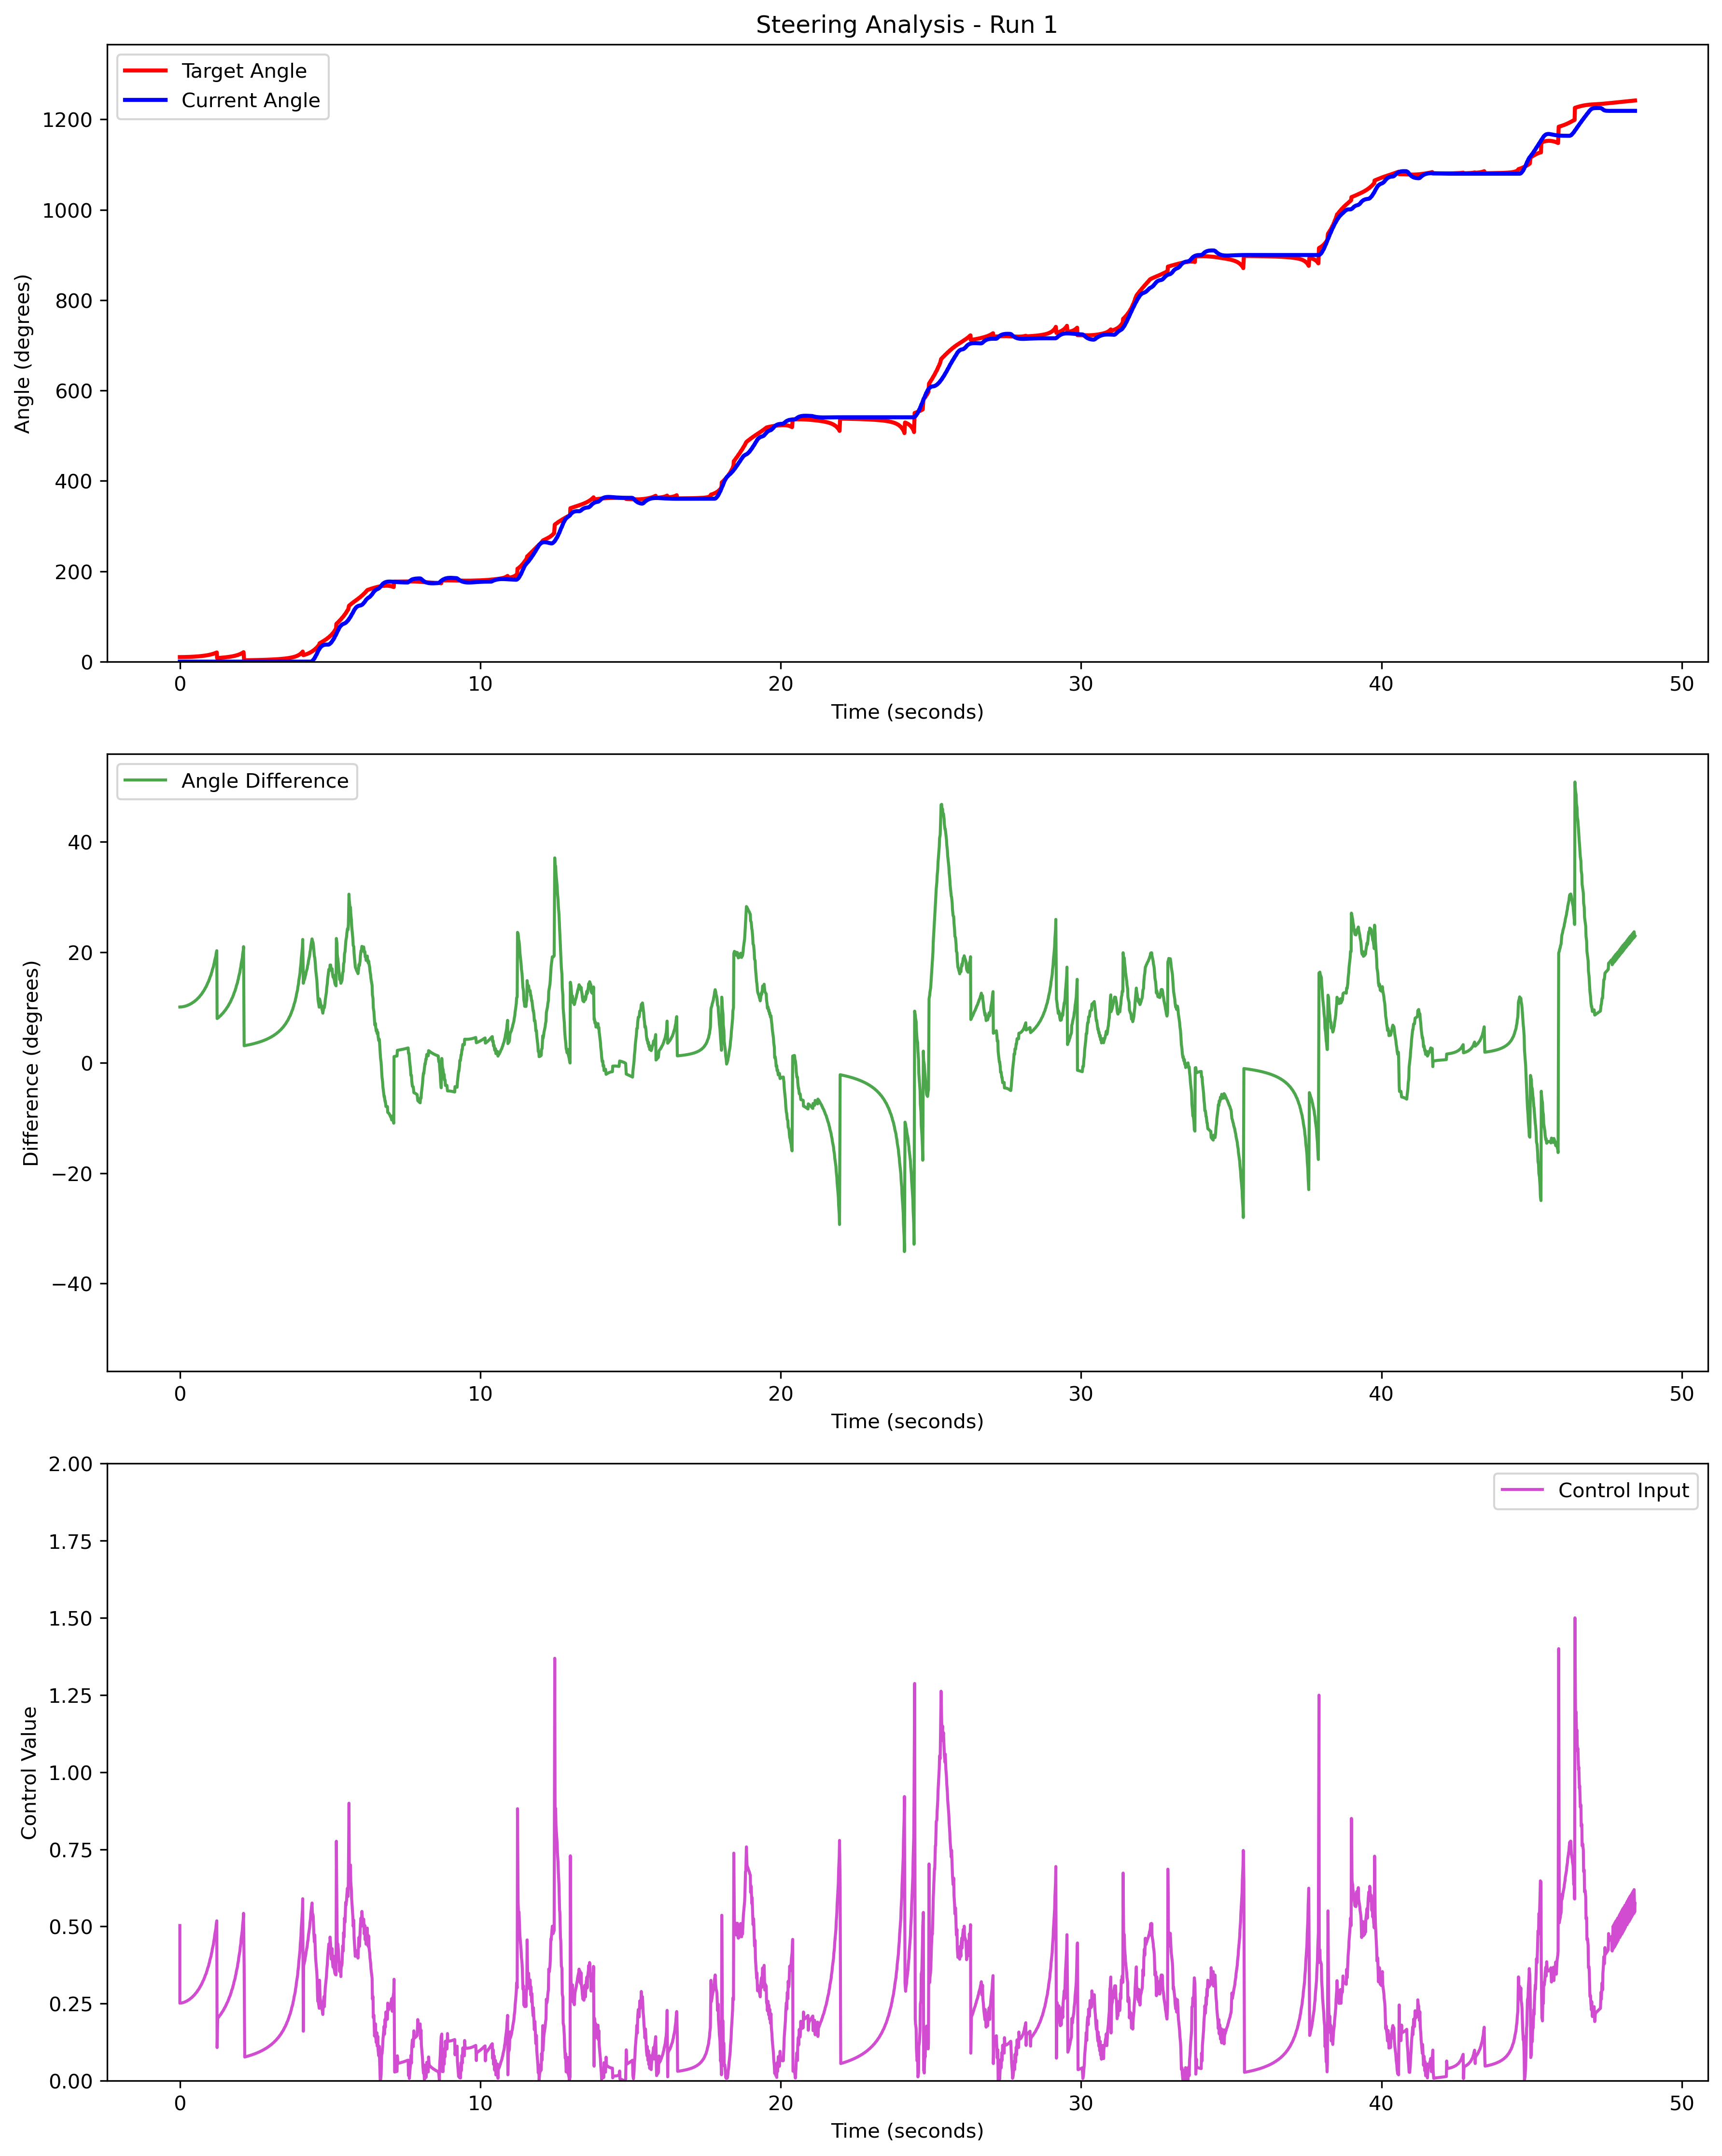 Steering Analysis - Run 1
Target Angle
Current Angle
Angle (degrees)
1200
1000
800
600
400
200
0
0 10 20 30 40 50
Time (seconds)
Angle Difference
Difference (degrees)
40
20
0
−20
−40
0 10 20 30 40 50
Time (seconds)
Control Input
Control Value
2.00
1.75
1.50
1.25
1.00
0.75
0.50
0.25
0.00
0 10 20 30 40 50
Time (seconds)